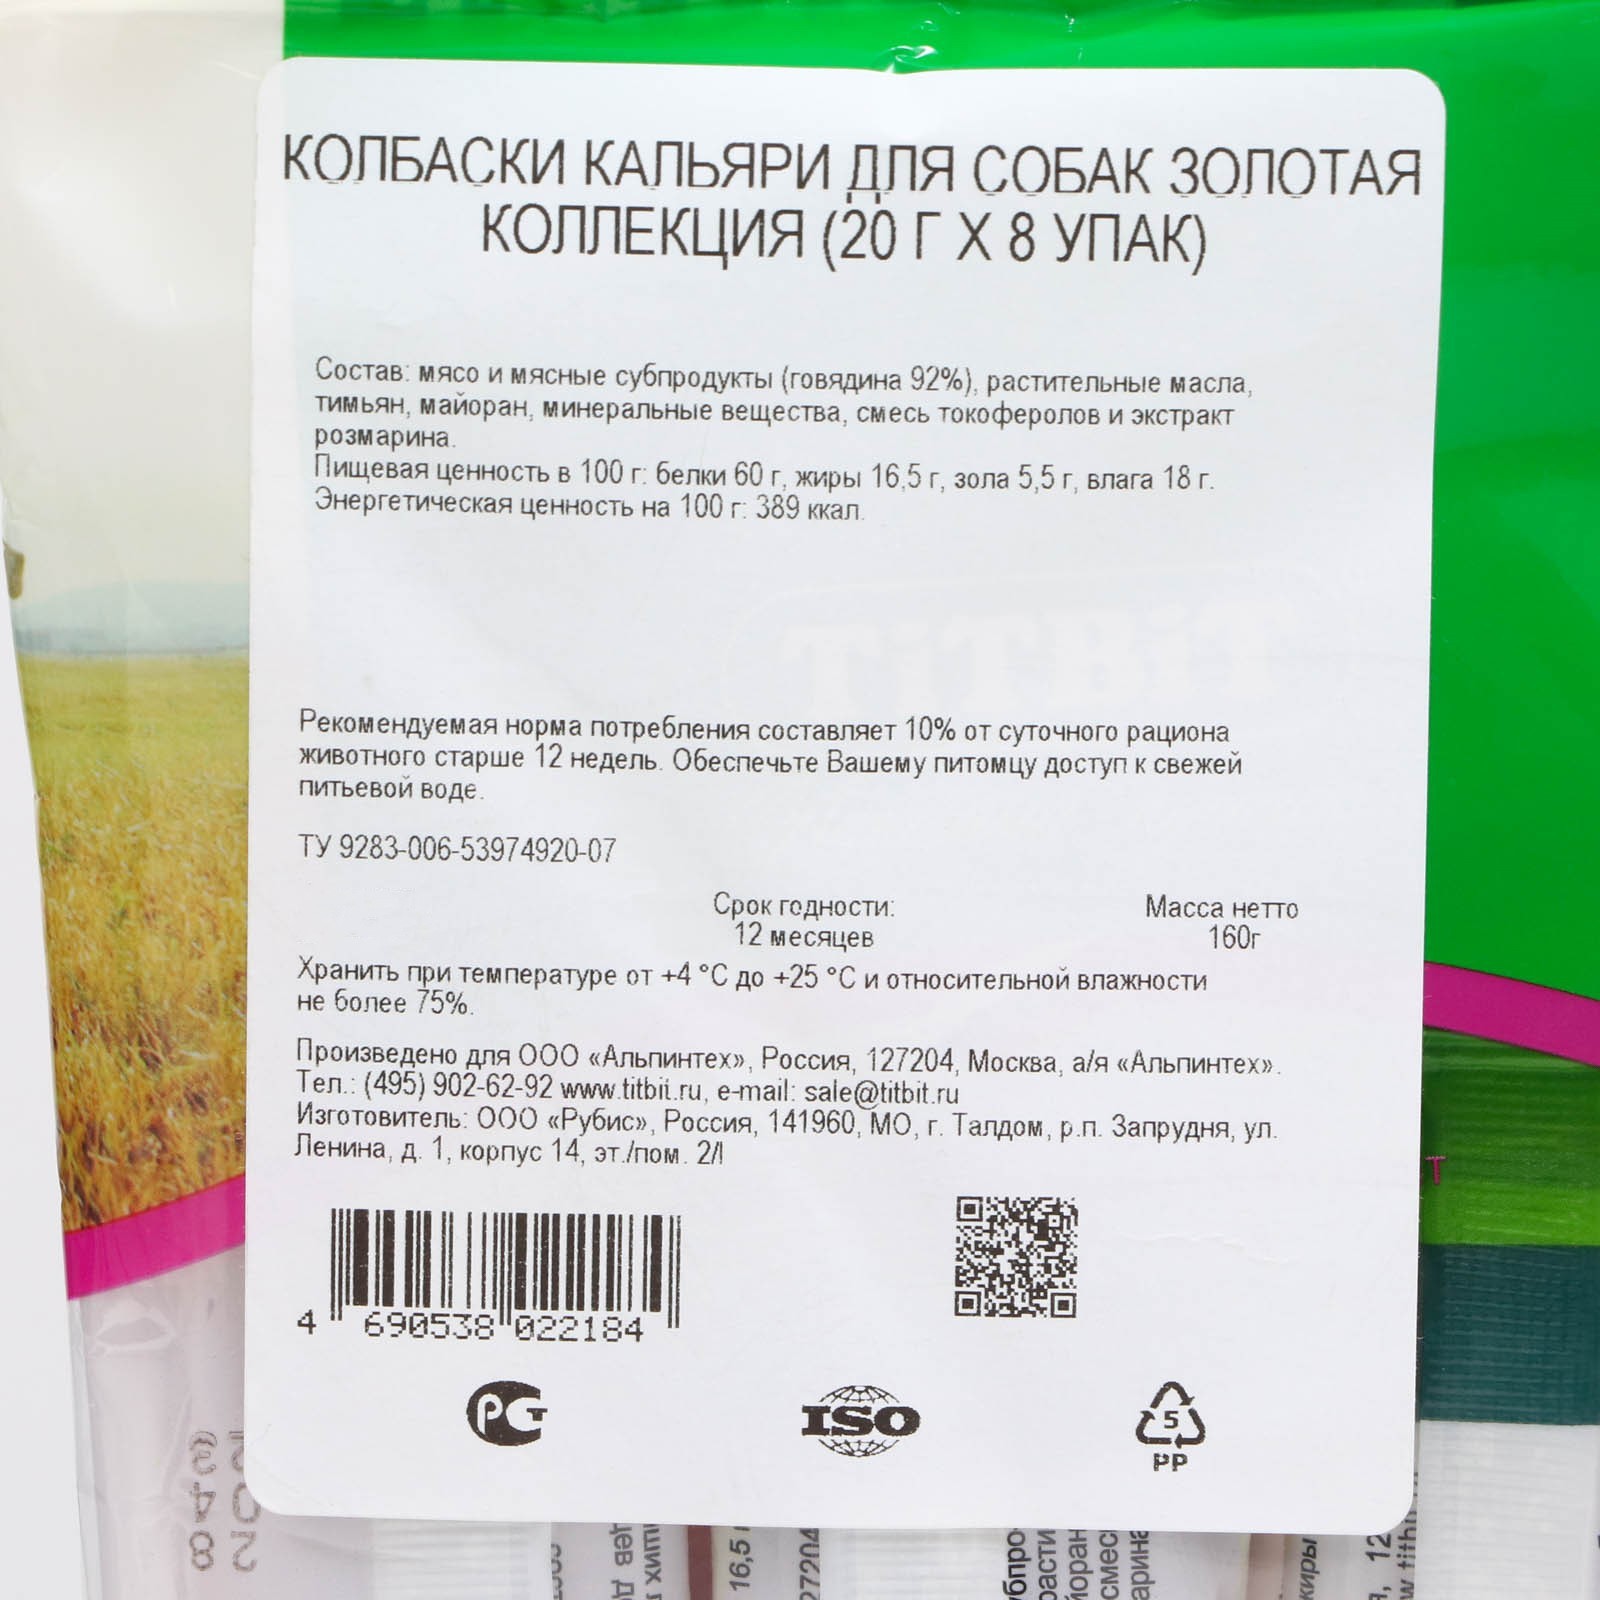 КОЛБАСКИ КАЛЬЯРИ ДЛЯ СОБАК ЗОЛОТАЯ
КОЛЛЕКЦИЯ (20 Г Х 8 УПАК)
Состав: мясо и мясные субпродукты (говядина 92%), растительные масла,
тимьян, майоран, минеральные вещества, смесь токоферолов и экстракт
розмарина.
Пищевая ценность в 100 г: белки 60 г, жиры 16,5 г, зола 5,5 г, влага 18 г.
Энергетическая ценность на 100 г: 389 ккал.
TiTBiT
Рекомендуемая норма потребления составляет 10% от суточного рациона
животного старше 12 недель. Обеспечьте Вашему питомцу доступ к свежей
питьевой воде.
ТУ 9283-006-53974920-07
Срок годности:
12 месяцев
Масса нетто
160г
Хранить при температуре от +4 °С до +25 °С и относительной влажности
не более 75%.
Произведено для ООО «Альпинтех», Россия, 127204, Москва, а/я «Альпинтех».
Тел.: (495) 902-62-92 www.titbit.ru, e-mail: sale@titbit.ru
Изготовитель: ООО «Рубис», Россия, 141960, МО, г. Талдом, р.п. Запрудня, ул.
Ленина, д. 1, корпус 14, эт./пом. 2/I
4 690538 022184
РСТ
ISO
5
PP
16,5